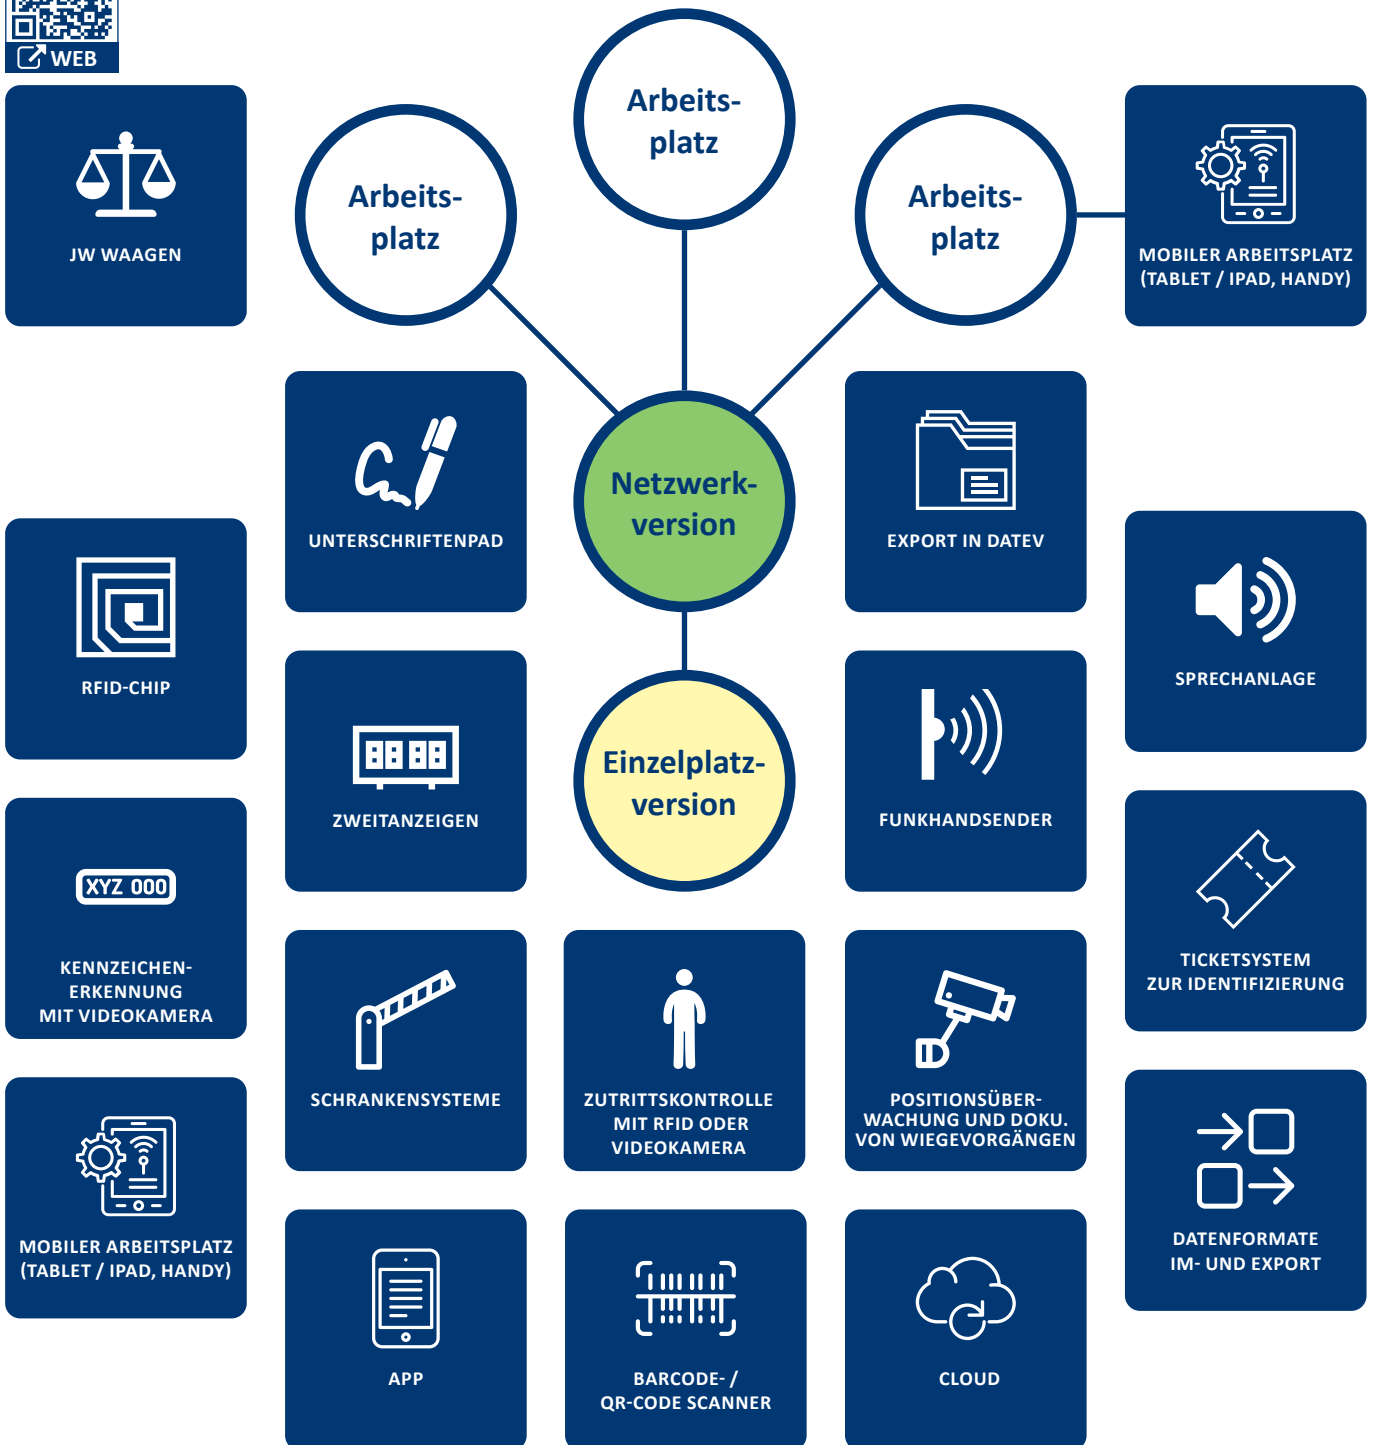 WEB
Arbeits-
platz
Arbeits-
platz
Arbeits-
platz
JW WAAGEN
MOBILER ARBEITSPLATZ
(TABLET / IPAD, HANDY)
UNTERSCHRIFTENPAD
Netzwerk-
version
EXPORT IN DATEV
RFID-CHIP
SPRECHANLAGE
ZWEITANZEIGEN
Einzelplatz-
version
FUNKHANDSENDER
XYZ 000
KENNZEICHEN-
ERKENNUNG
MIT VIDEOKAMERA
TICKETSYSTEM
ZUR IDENTIFIZIERUNG
SCHRANKENSYSTEME
ZUTRITTSKONTROLLE
MIT RFID ODER
VIDEOKAMERA
POSITIONSÜBER-
WACHUNG UND DOKU.
VON WIEGEVORGÄNGEN
MOBILER ARBEITSPLATZ
(TABLET / IPAD, HANDY)
DATENFORMATE
IM- UND EXPORT
APP
BARCODE- /
QR-CODE SCANNER
CLOUD